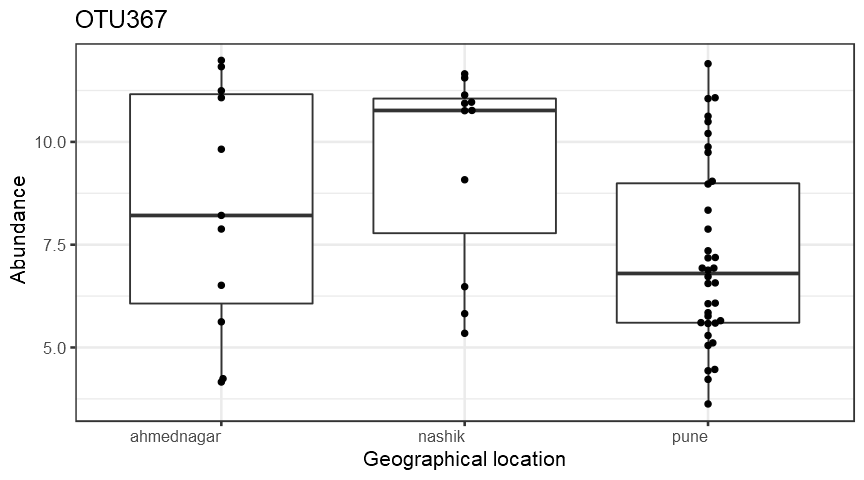 OTU367
10.0
7.5
5.0
Abundance
ahmednagar nashik pune
Geographical location